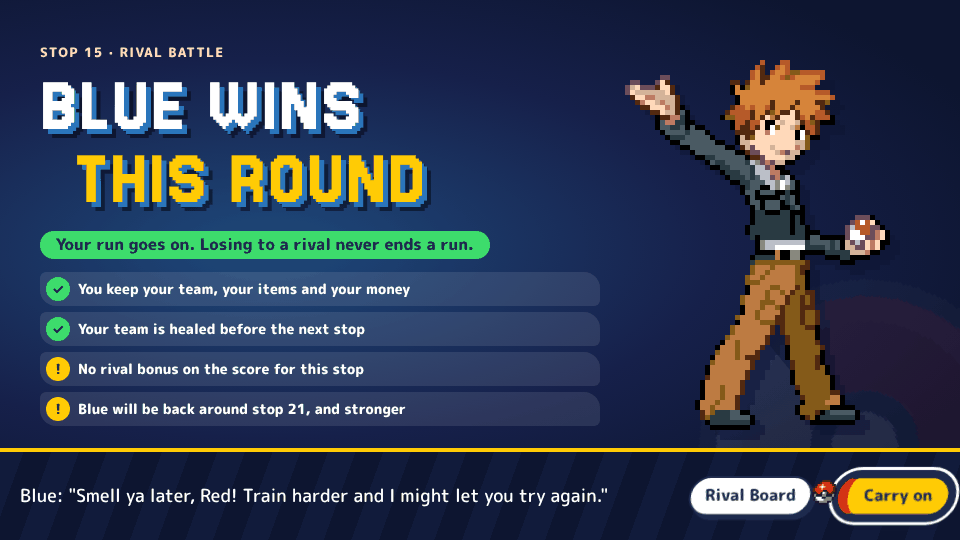 STOP 15 · RIVAL BATTLE
BLUE WINS
THIS ROUND
Your run goes on. Losing to a rival never ends a run.
You keep your team, your items and your money
Your team is healed before the next stop
! No rival bonus on the score for this stop
! Blue will be back around stop 21, and stronger
Blue: "Smell ya later, Red! Train harder and I might let you try again."
Rival Board
Carry on